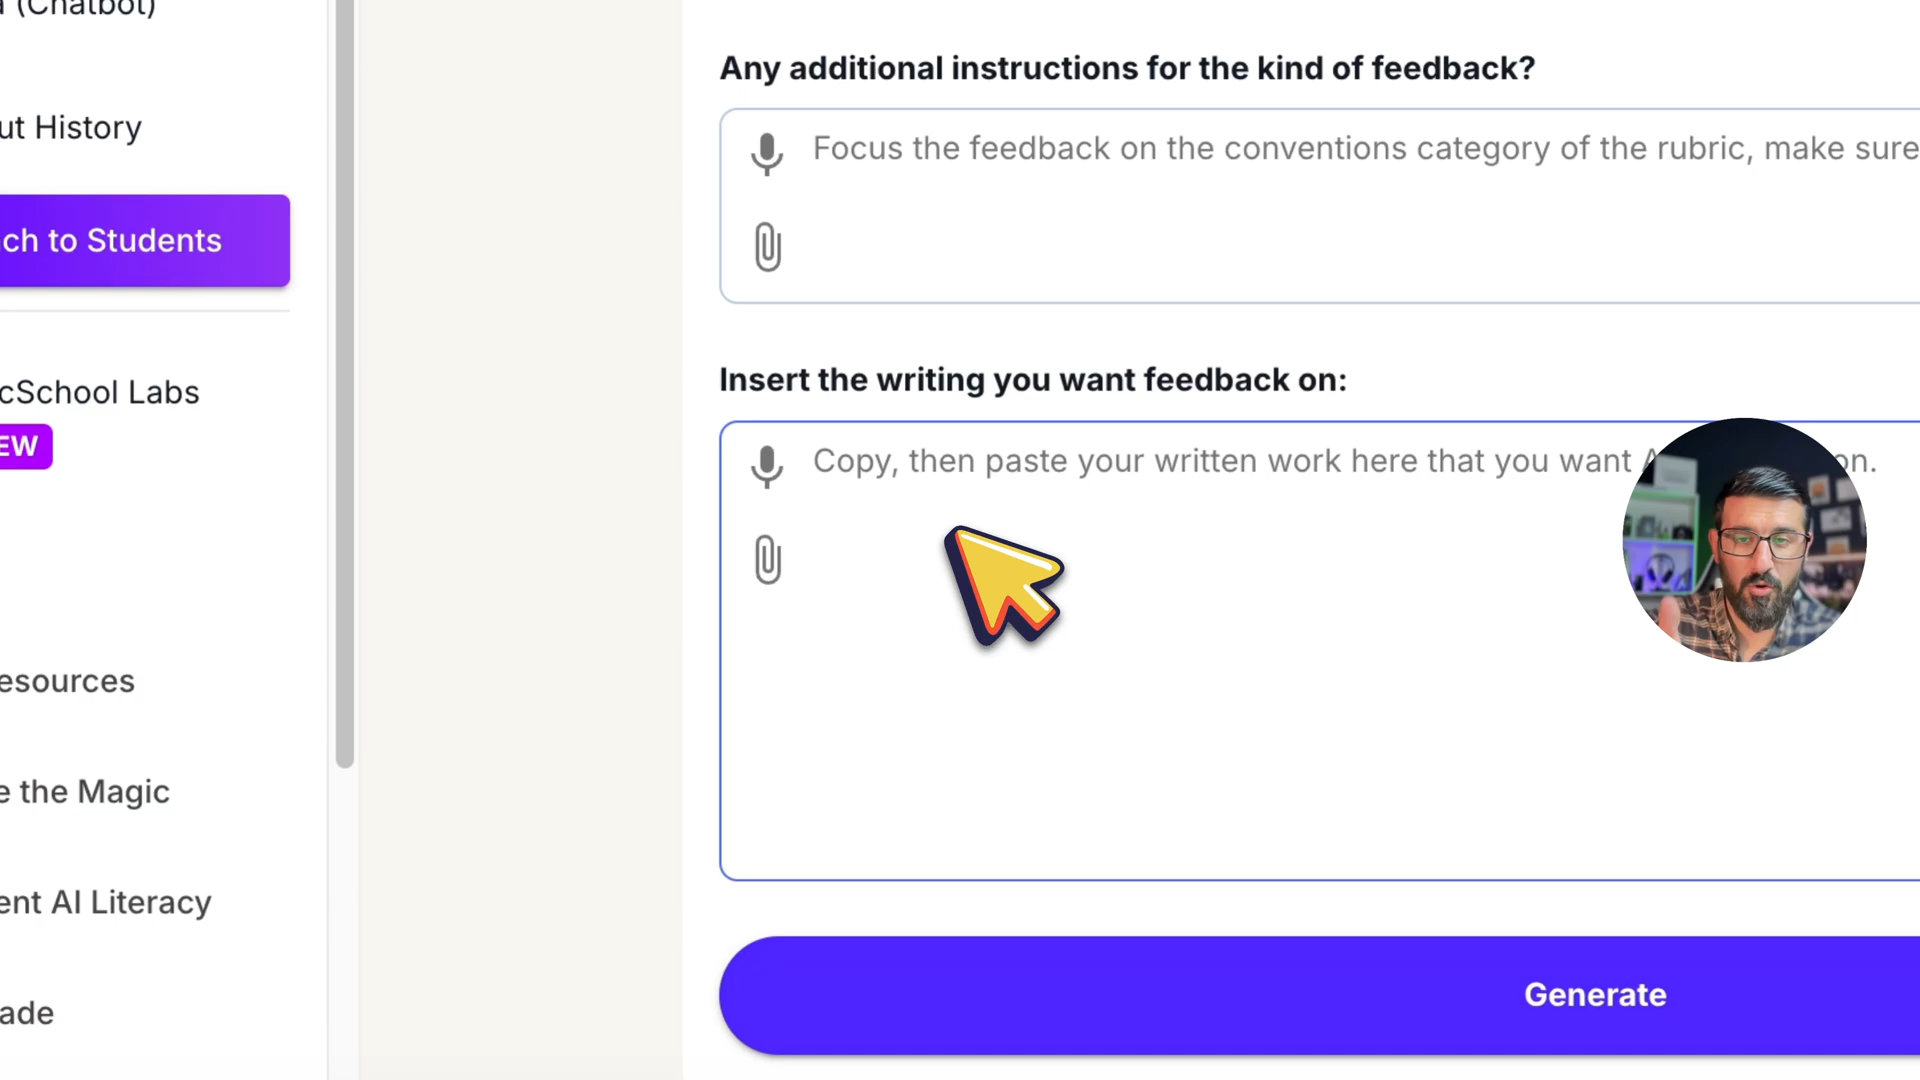 (Chatbot)
ut History
ch to Students
cSchool Labs
EW
esources
e the Magic
ent AI Literacy
ade
Any additional instructions for the kind of feedback?
Focus the feedback on the conventions category of the rubric, make sure
Insert the writing you want feedback on:
Copy, then paste your written work here that you want on.
Generate